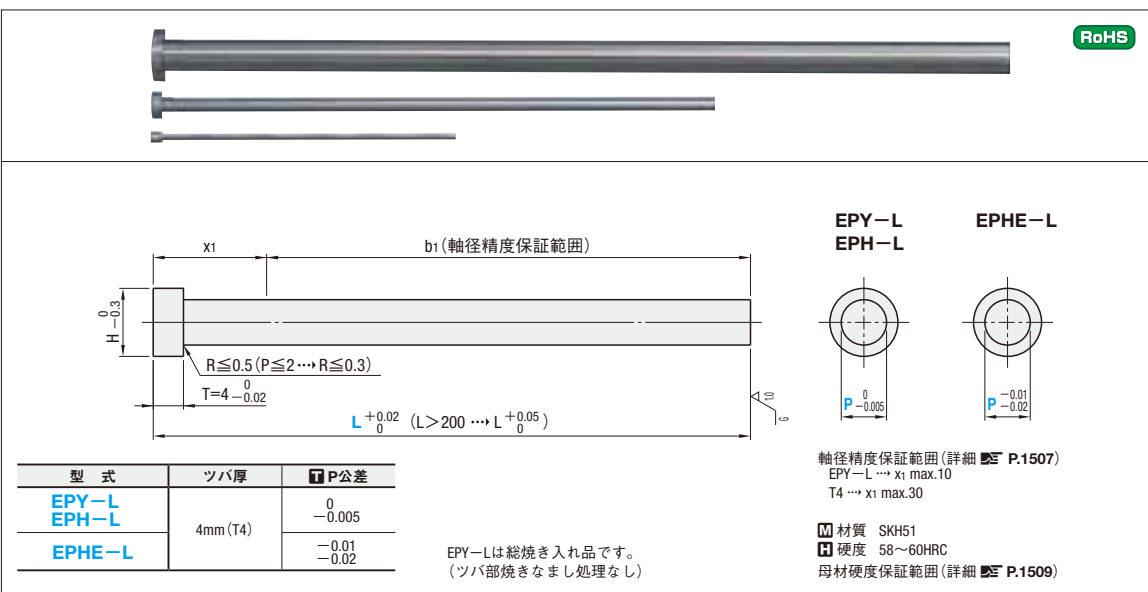 RoHS
EPY－L
EPH－L
EPHE－L
x1
b1(軸径精度保証範囲)
H 0 −0.3
R≦0.5(P≦2 ···→ R≦0.3)
T=4 0 −0.02
L +0.02 0 (L＞200 ···→ L +0.05 0)
1.0
G
P 0 −0.005
P −0.01 −0.02
型　式
ツバ厚
T P公差
EPY－L
EPH－L
4mm(T4)
0
−0.005
EPHE－L
−0.01
−0.02
EPY−Lは総焼き入れ品です。
(ツバ部焼きなまし処理なし)
軸径精度保証範囲(詳細 P.1507)
EPY−L ···→ x1 max.10
T4 ···→ x1 max.30
M 材質 SKH51
H 硬度 58～60HRC
母材硬度保証範囲(詳細 P.1509)